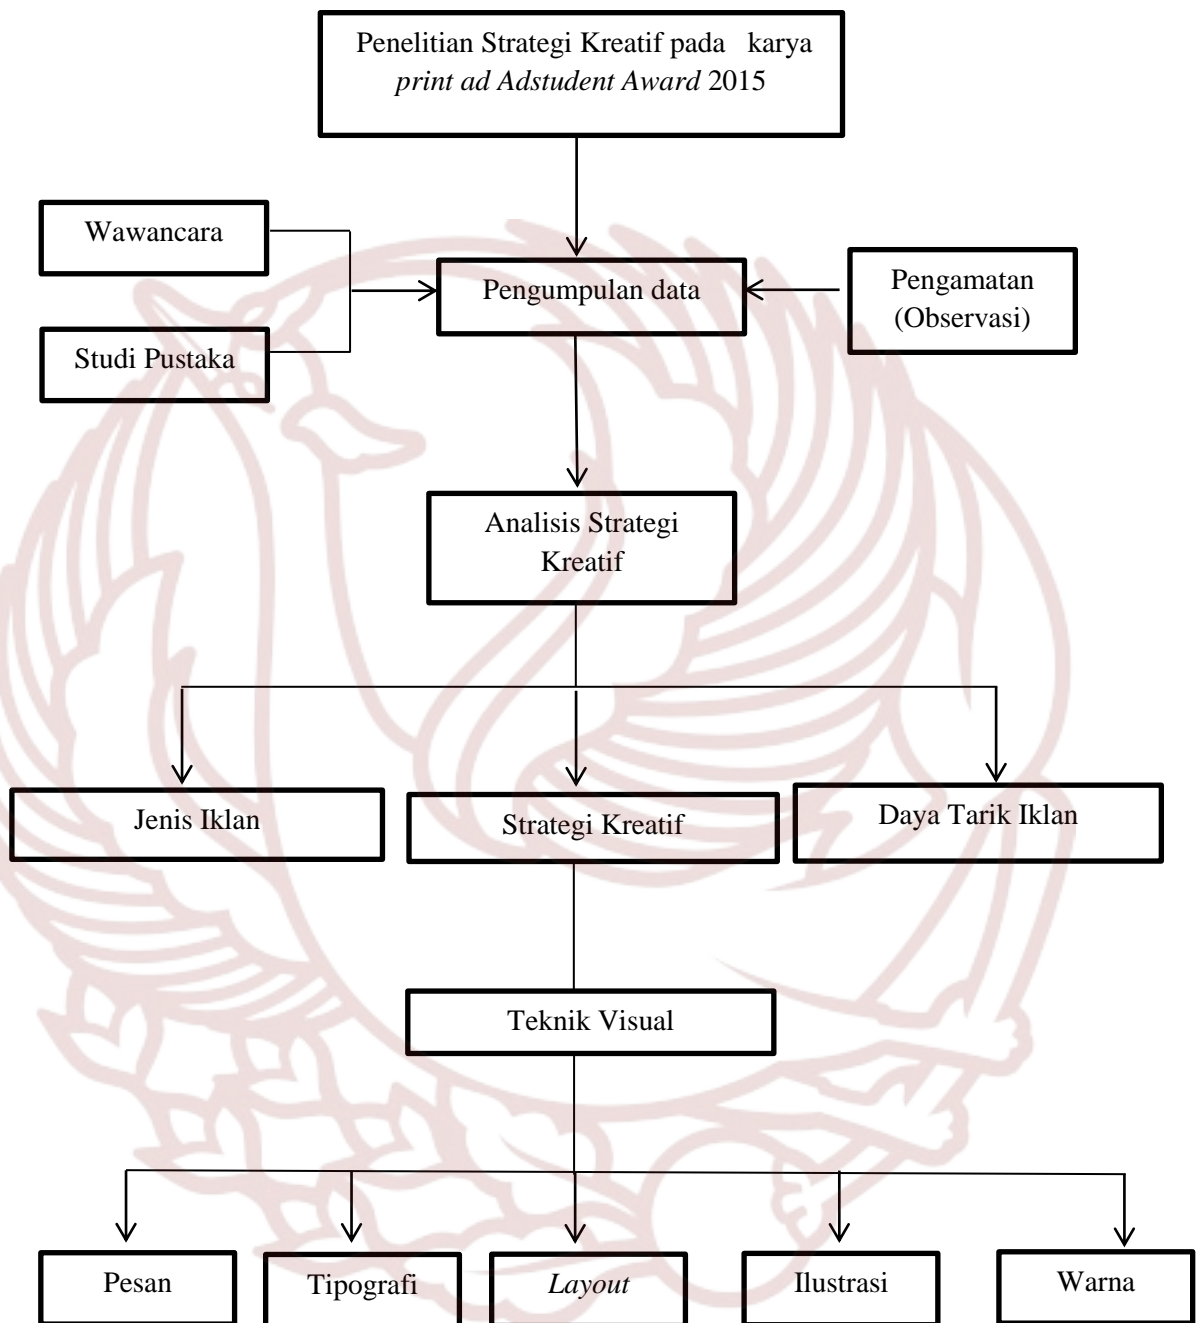 Penelitian Strategi Kreatif pada karya
print ad Adstudent Award 2015
Wawancara
Pengumpulan data
Pengamatan
(Observasi)
Studi Pustaka
Analisis Strategi
Kreatif
Jenis Iklan
Strategi Kreatif
Daya Tarik Iklan
Teknik Visual
Pesan
Tipografi
Layout
Ilustrasi
Warna